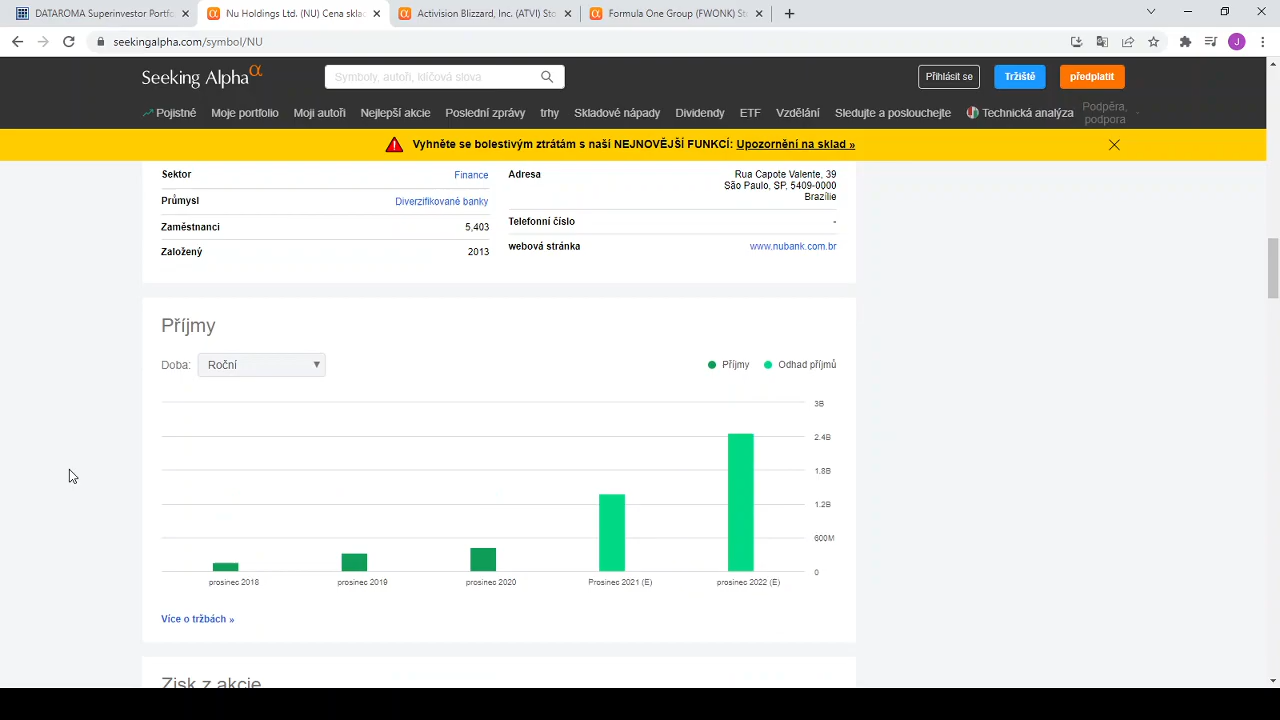 DATAROMA Superinvestor Portfo
Nu Holdings Ltd. (NU) Cena sklad
Activision Blizzard, Inc. (ATVI) Sto
Formula One Group (FWONK) St
seekingalpha.com/symbol/NU
J
Seeking Alpha α
Symboly, autoři, klíčová slova
Přihlásit se
Tržiště
předplatit
Pojistné
Moje portfolio
Moji autoři
Nejlepší akcie
Poslední zprávy
trhy
Skladové nápady
Dividendy
ETF
Vzdělání
Sledujte a poslouchejte
Technická analýza
Podpěra,
podpora
Vyhněte se bolestivým ztrátám s naší NEJNOVĚJŠÍ FUNKCÍ: Upozornění na sklad »
Sektor Finance
Průmysl Diverzifikované banky
Zaměstnanci 5,403
Založený 2013
Adresa Rua Capote Valente, 39
São Paulo, SP, 5409-0000
Brazílie
Telefonní číslo -
webová stránka www.nubank.com.br
Příjmy
Doba: Roční
Příjmy Odhad příjmů
3B
2.4B
1.8B
1.2B
600M
0
prosinec 2018 prosinec 2019 prosinec 2020 Prosinec 2021 (E) prosinec 2022 (E)
Více o tržbách »
Zisk z akcie